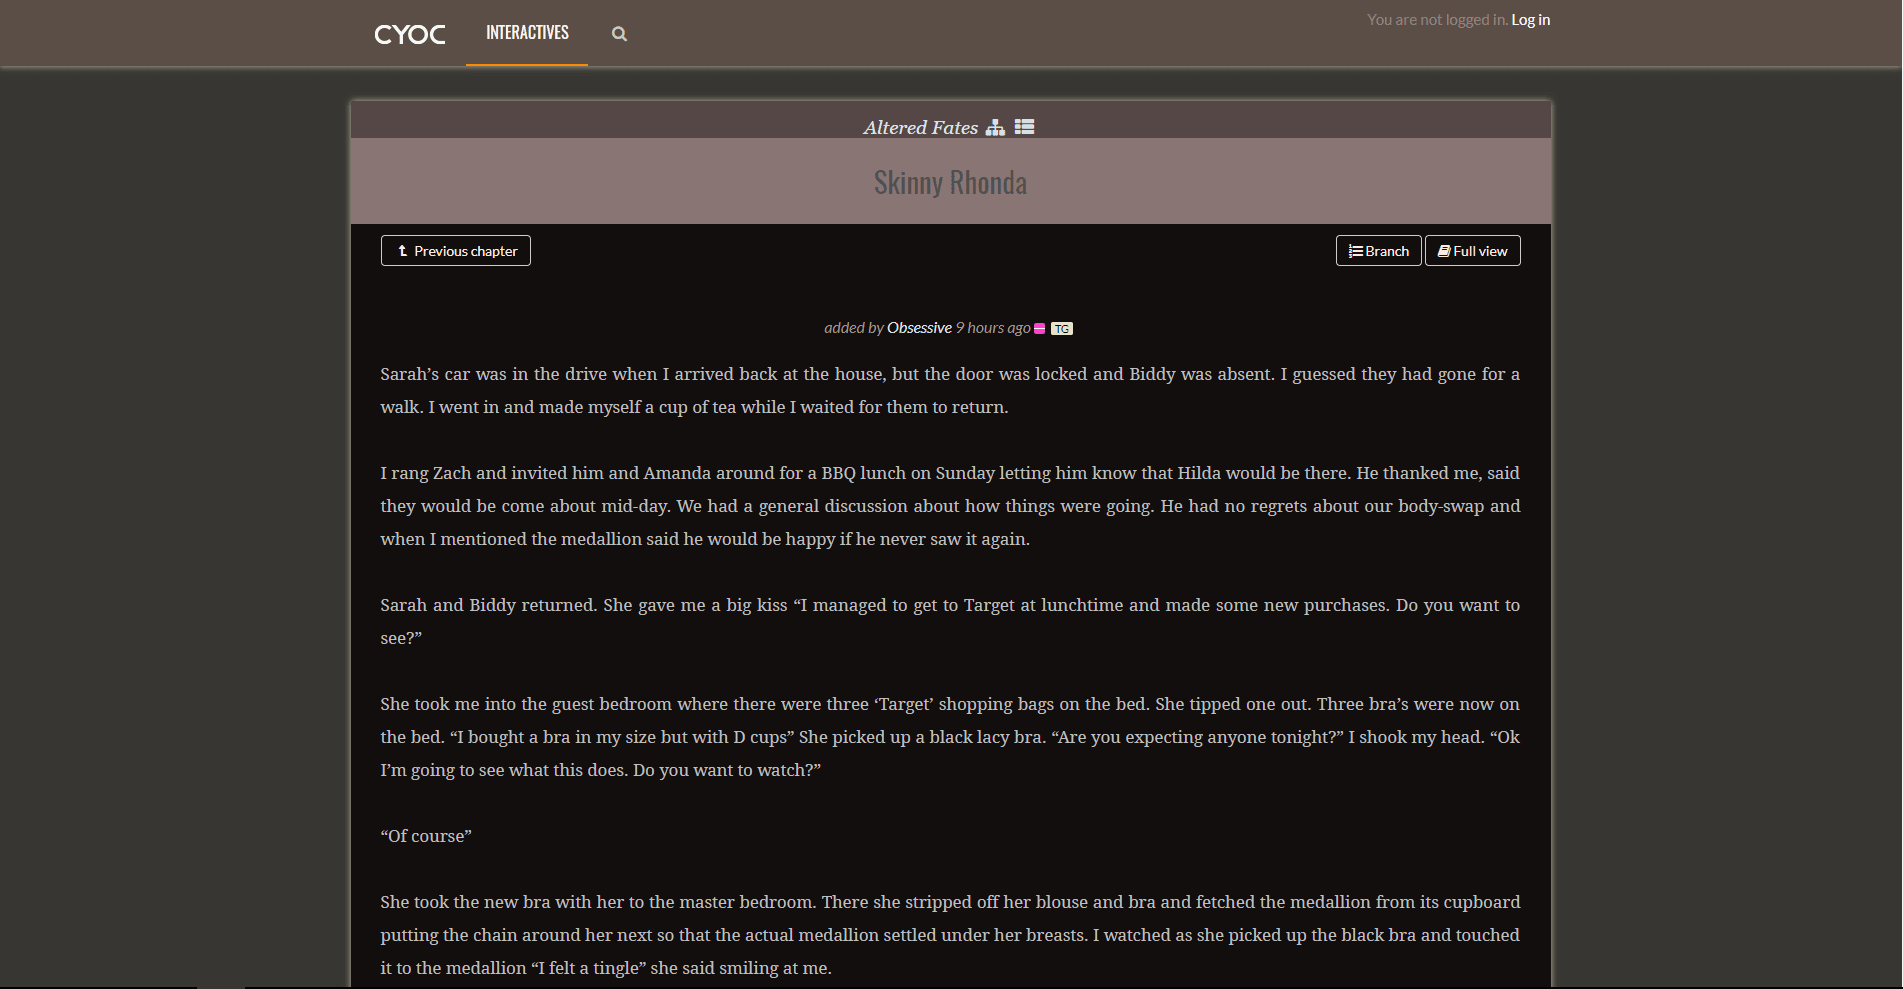 CYOC
INTERACTIVES
You are not logged in. Log in
Altered Fates
Skinny Rhonda
Previous chapter
Branch
Full view
added by Obsessive 9 hours ago TG
Sarah’s car was in the drive when I arrived back at the house, but the door was locked and Biddy was absent. I guessed they had gone for a
walk. I went in and made myself a cup of tea while I waited for them to return.
I rang Zach and invited him and Amanda around for a BBQ lunch on Sunday letting him know that Hilda would be there. He thanked me, said
they would be come about mid-day. We had a general discussion about how things were going. He had no regrets about our body-swap and
when I mentioned the medallion said he would be happy if he never saw it again.
Sarah and Biddy returned. She gave me a big kiss “I managed to get to Target at lunchtime and made some new purchases. Do you want to
see?”
She took me into the guest bedroom where there were three ‘Target’ shopping bags on the bed. She tipped one out. Three bra’s were now on
the bed. “I bought a bra in my size but with D cups” She picked up a black lacy bra. “Are you expecting anyone tonight?” I shook my head. “Ok
I’m going to see what this does. Do you want to watch?”
“Of course”
She took the new bra with her to the master bedroom. There she stripped off her blouse and bra and fetched the medallion from its cupboard
putting the chain around her next so that the actual medallion settled under her breasts. I watched as she picked up the black bra and touched
it to the medallion “I felt a tingle” she said smiling at me.